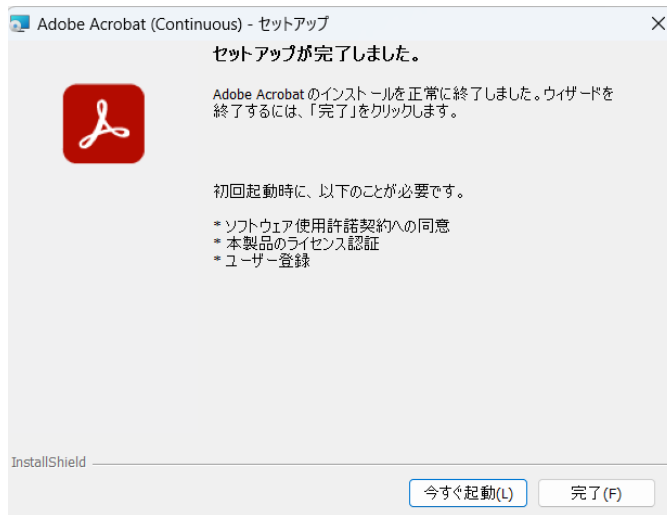 Adobe Acrobat (Continuous) - セットアップ
セットアップが完了しました。
Adobe Acrobat のインストールを正常に終了しました。ウィザードを
終了するには、「完了」をクリックします。
初回起動時に、以下のことが必要です。
* ソフトウェア使用許諾契約への同意
* 本製品のライセンス認証
* ユーザー登録
InstallShield
今すぐ起動(L) 完了(F)